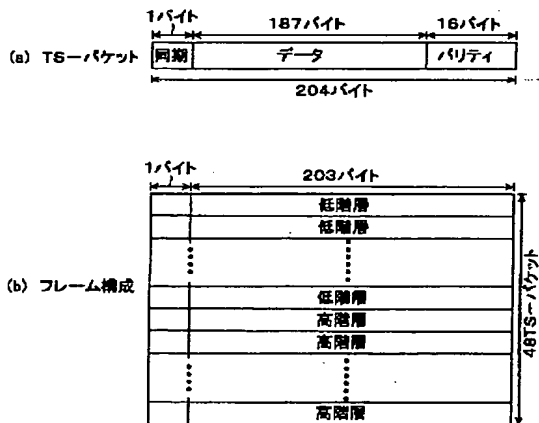 1バイト 187バイト 16バイト
(a) TSーパケット 同期 データ パリティ
204バイト
1バイト 203バイト
低階層
低階層
低階層
(b) フレーム構成
高階層
高階層
高階層
48TSーパケット